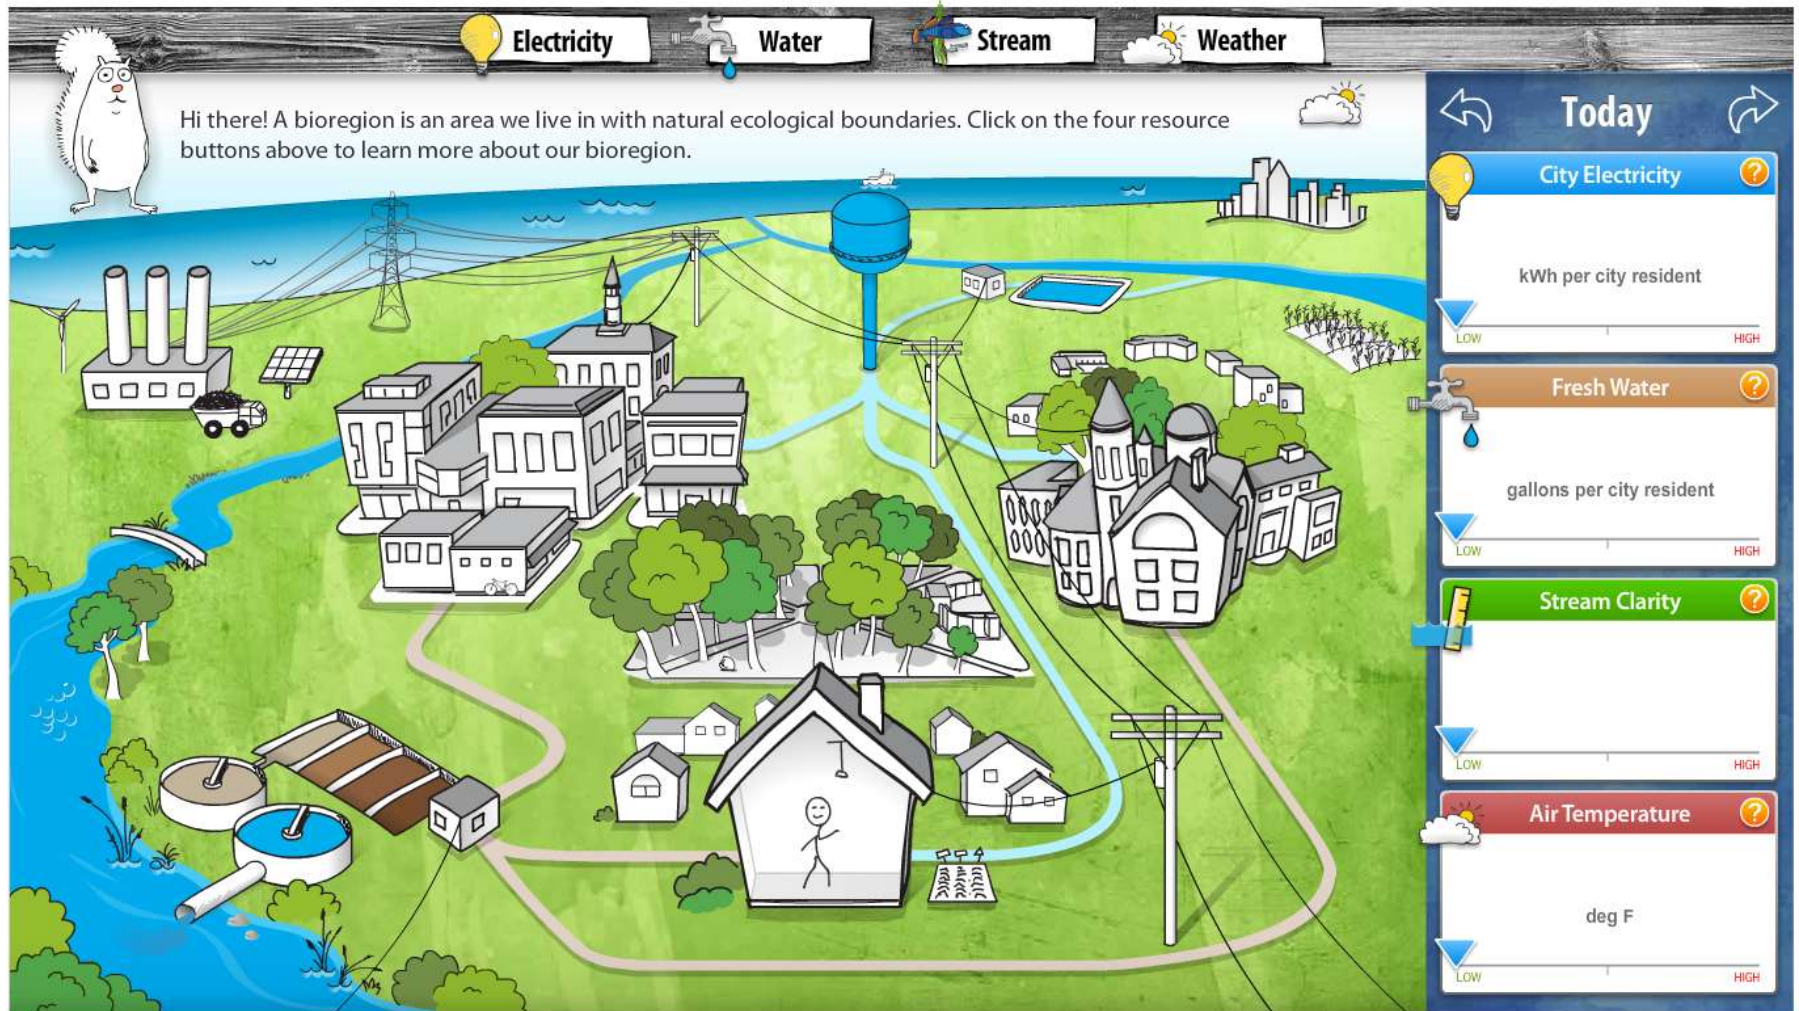 Electricity
Water
Stream
Weather
Hi there! A bioregion is an area we live in with natural ecological boundaries. Click on the four resource
buttons above to learn more about our bioregion.
Today
City Electricity ?
kWh per city resident
LOW HIGH
Fresh Water ?
gallons per city resident
LOW HIGH
Stream Clarity ?
LOW HIGH
Air Temperature ?
deg F
LOW HIGH